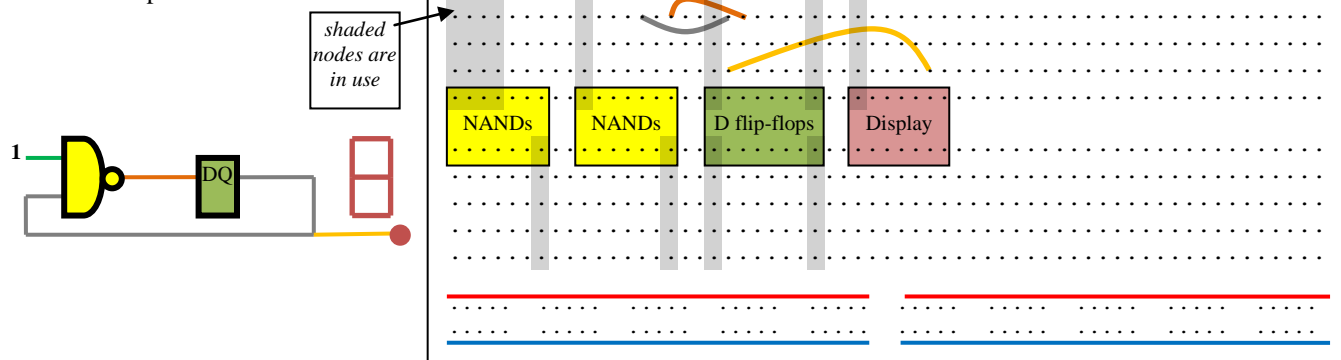 shaded
nodes are
in use
NANDs
NANDs
D flip-flops
Display
1
DQ